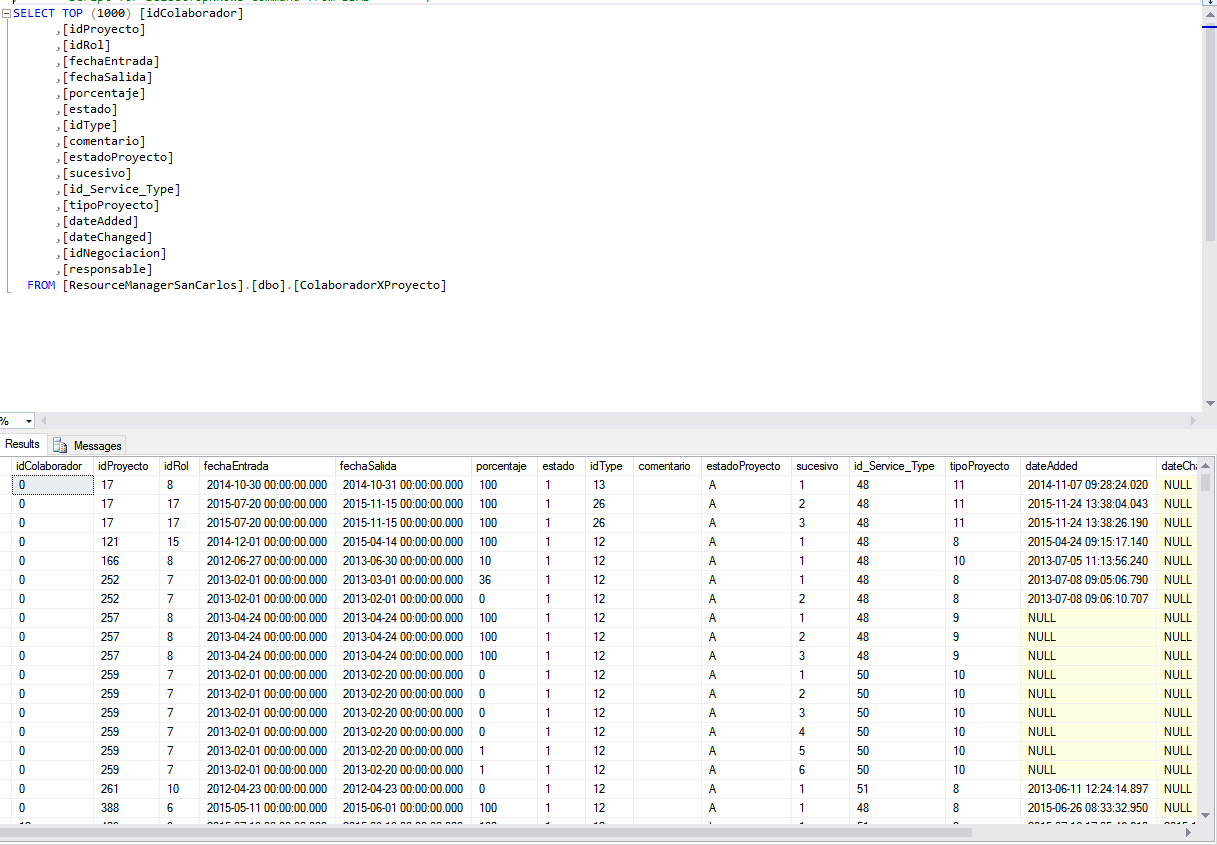 SELECT TOP (1000) [idColaborador]
,[idProyecto]
,[idRol]
,[fechaEntrada]
,[fechaSalida]
,[porcentaje]
,[estado]
,[idType]
,[comentario]
,[estadoProyecto]
,[sucesivo]
,[id_Service_Type]
,[tipoProyecto]
,[dateAdded]
,[dateChanged]
,[idNegociacion]
,[responsable]
FROM [ResourceManagerSanCarlos].[dbo].[ColaboradorXProyecto]
%
Results Messages
idColaborador idProyecto idRol fechaEntrada fechaSalida porcentaje estado idType comentario estadoProyecto sucesivo id_Service_Type tipoProyecto dateAdded dateCha
0 17 8 2014-10-30 00:00:00.000 2014-10-31 00:00:00.000 100 1 13 A 1 48 11 2014-11-07 09:28:24.020 NULL
0 17 17 2015-07-20 00:00:00.000 2015-11-15 00:00:00.000 100 1 26 A 2 48 11 2015-11-24 13:38:04.043 NULL
0 17 17 2015-07-20 00:00:00.000 2015-11-15 00:00:00.000 100 1 26 A 3 48 11 2015-11-24 13:38:26.190 NULL
0 121 15 2014-12-01 00:00:00.000 2015-04-14 00:00:00.000 100 1 12 A 1 48 8 2015-04-24 09:15:17.140 NULL
0 166 8 2012-06-27 00:00:00.000 2013-06-30 00:00:00.000 10 1 12 A 1 48 10 2013-07-05 11:13:56.240 NULL
0 252 7 2013-02-01 00:00:00.000 2013-03-01 00:00:00.000 36 1 12 A 1 48 8 2013-07-08 09:05:06.790 NULL
0 252 7 2013-02-01 00:00:00.000 2013-02-01 00:00:00.000 0 1 12 A 2 48 8 2013-07-08 09:06:10.707 NULL
0 257 8 2013-04-24 00:00:00.000 2013-04-24 00:00:00.000 100 1 12 A 1 48 9 NULL NULL
0 257 8 2013-04-24 00:00:00.000 2013-04-24 00:00:00.000 100 1 12 A 2 48 9 NULL NULL
0 257 8 2013-04-24 00:00:00.000 2013-04-24 00:00:00.000 100 1 12 A 3 48 9 NULL NULL
0 259 7 2013-02-01 00:00:00.000 2013-02-20 00:00:00.000 0 1 12 A 1 50 10 NULL NULL
0 259 7 2013-02-01 00:00:00.000 2013-02-20 00:00:00.000 0 1 12 A 2 50 10 NULL NULL
0 259 7 2013-02-01 00:00:00.000 2013-02-20 00:00:00.000 0 1 12 A 3 50 10 NULL NULL
0 259 7 2013-02-01 00:00:00.000 2013-02-20 00:00:00.000 0 1 12 A 4 50 10 NULL NULL
0 259 7 2013-02-01 00:00:00.000 2013-02-20 00:00:00.000 1 1 12 A 5 50 10 NULL NULL
0 259 7 2013-02-01 00:00:00.000 2013-02-20 00:00:00.000 1 1 12 A 6 50 10 NULL NULL
0 261 10 2012-04-23 00:00:00.000 2012-04-23 00:00:00.000 0 1 12 A 1 51 8 2013-06-11 12:24:14.897 NULL
0 388 6 2015-05-11 00:00:00.000 2015-06-01 00:00:00.000 100 1 12 A 1 48 8 2015-06-26 08:33:32.950 NULL